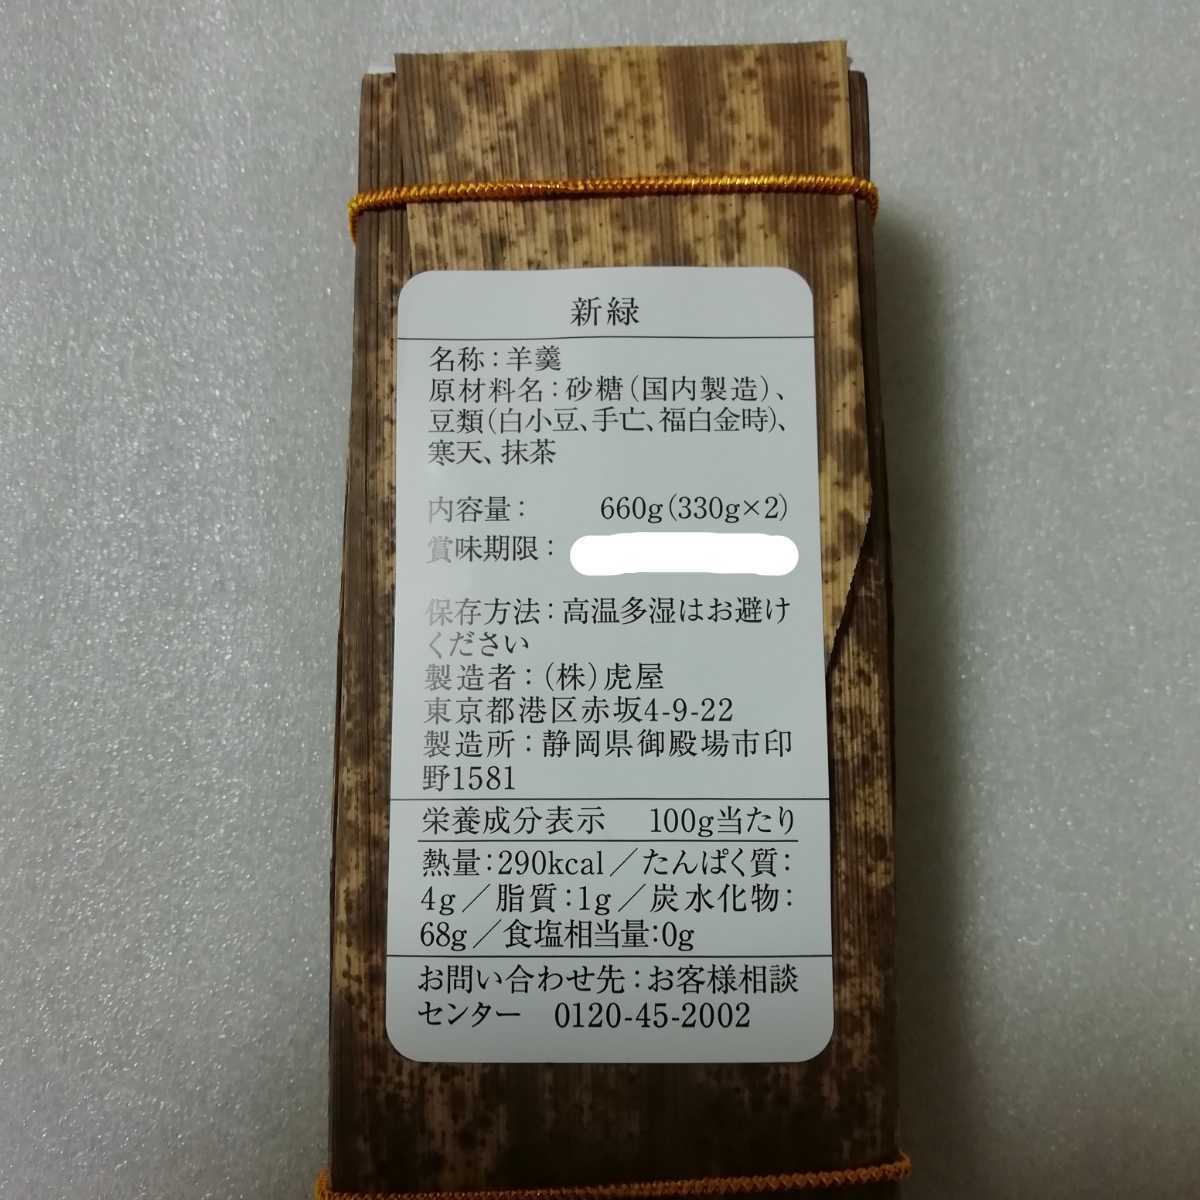 新緑
名称：羊羹
原材料名：砂糖（国内製造）、
豆類（白小豆、手亡、福白金時）、
寒天、抹茶
内容量： 660g（330g×2）
賞味期限：
保存方法：高温多湿はお避け
ください
製造者：（株）虎屋
東京都港区赤坂4-9-22
製造所：静岡県御殿場市印
野1581
栄養成分表示 100g当たり
熱量：290kcal／たんぱく質：
4g／脂質：1g／炭水化物：
68g／食塩相当量：0g
お問い合わせ先：お客様相談
センター 0120-45-2002